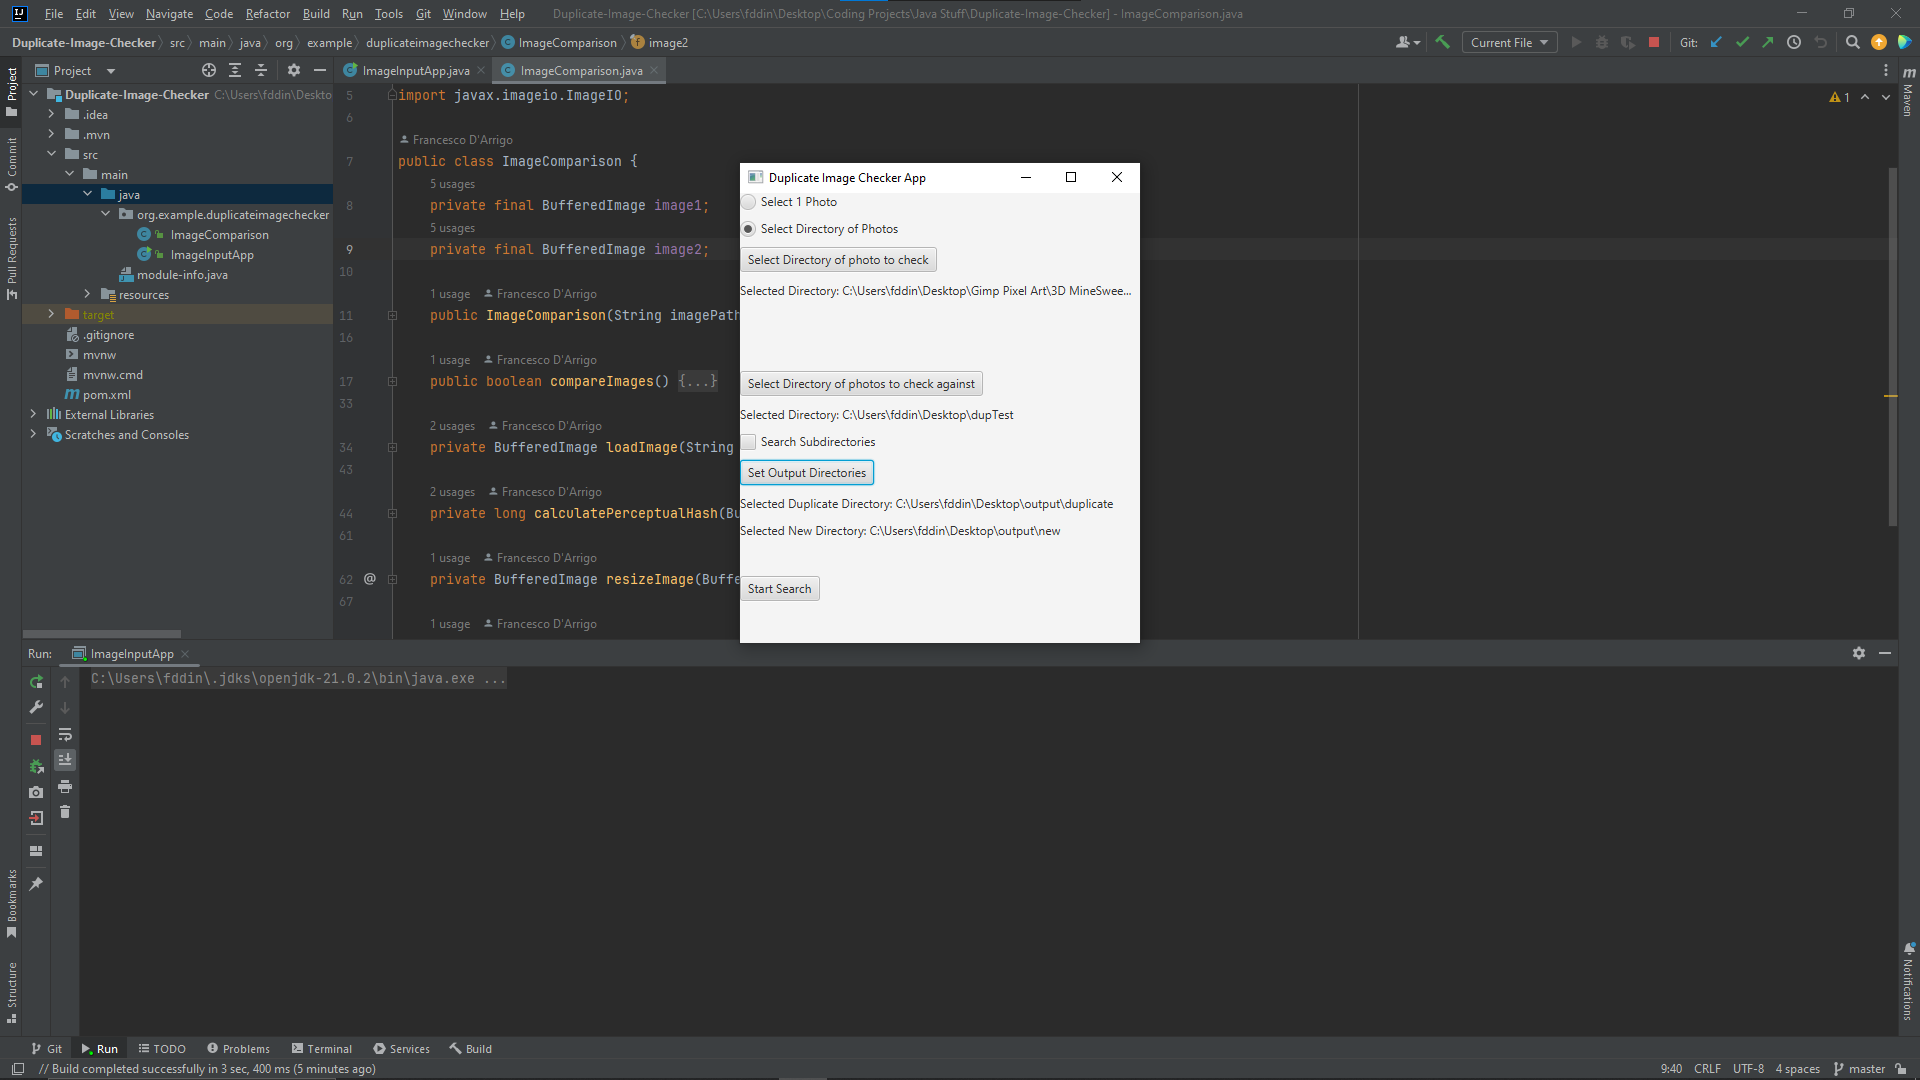 File Edit View Navigate Code Refactor Build Run Tools Git Window Help Duplicate-Image-Checker [C:\Users\fddin\Desktop\Coding Projects\Java Stuff\Duplicate-Image-Checker] - ImageComparison.java
Duplicate-Image-Checker src main java org example duplicateimagechecker ImageComparison image2 Current File Git:
Project
ImageInputApp.java ImageComparison.java
Duplicate-Image-Checker C:\Users\fddin\Deskto
.idea
.mvn
src
main
java
org.example.duplicateimagechecker
ImageComparison
ImageInputApp
module-info.java
resources
target
.gitignore
mvnw
mvnw.cmd
pom.xml
External Libraries
Scratches and Consoles
Project
Commit
Pull Requests
Bookmarks
Structure
5 import javax.imageio.ImageIO;
6
Francesco D'Arrigo
7 public class ImageComparison {
5 usages
8 private final BufferedImage image1;
5 usages
9 private final BufferedImage image2;
10
1 usage Francesco D'Arrigo
11 public ImageComparison(String imagePath
16
1 usage Francesco D'Arrigo
17 public boolean compareImages() {...}
33
2 usages Francesco D'Arrigo
34 private BufferedImage loadImage(String
43
2 usages Francesco D'Arrigo
44 private long calculatePerceptualHash(Bu
61
1 usage Francesco D'Arrigo
62 @ private BufferedImage resizeImage(Buffe
67
1 usage Francesco D'Arrigo
1
m
Maven
Notifications
Duplicate Image Checker App
Select 1 Photo
Select Directory of Photos
Select Directory of photo to check
Selected Directory: C:\Users\fddin\Desktop\Gimp Pixel Art\3D MineSwee...
Select Directory of photos to check against
Selected Directory: C:\Users\fddin\Desktop\dupTest
Search Subdirectories
Set Output Directories
Selected Duplicate Directory: C:\Users\fddin\Desktop\output\duplicate
Selected New Directory: C:\Users\fddin\Desktop\output\new
Start Search
Run: ImageInputApp
C:\Users\fddin\.jdks\openjdk-21.0.2\bin\java.exe ...
Git Run TODO Problems Terminal Services Build
// Build completed successfully in 3 sec, 400 ms (5 minutes ago) 9:40 CRLF UTF-8 4 spaces master